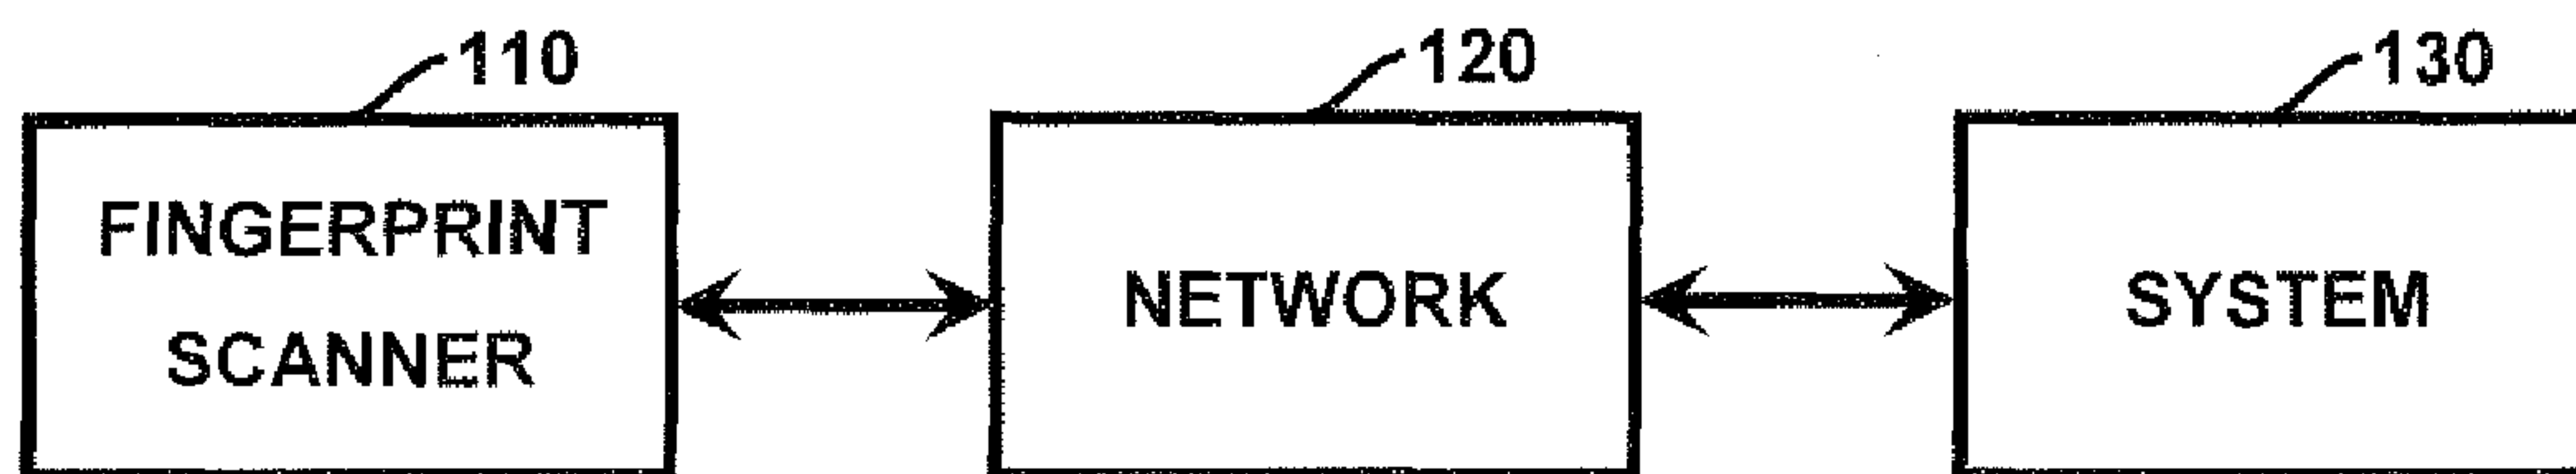 110
120
130
FINGERPRINT
SCANNER
NETWORK
SYSTEM